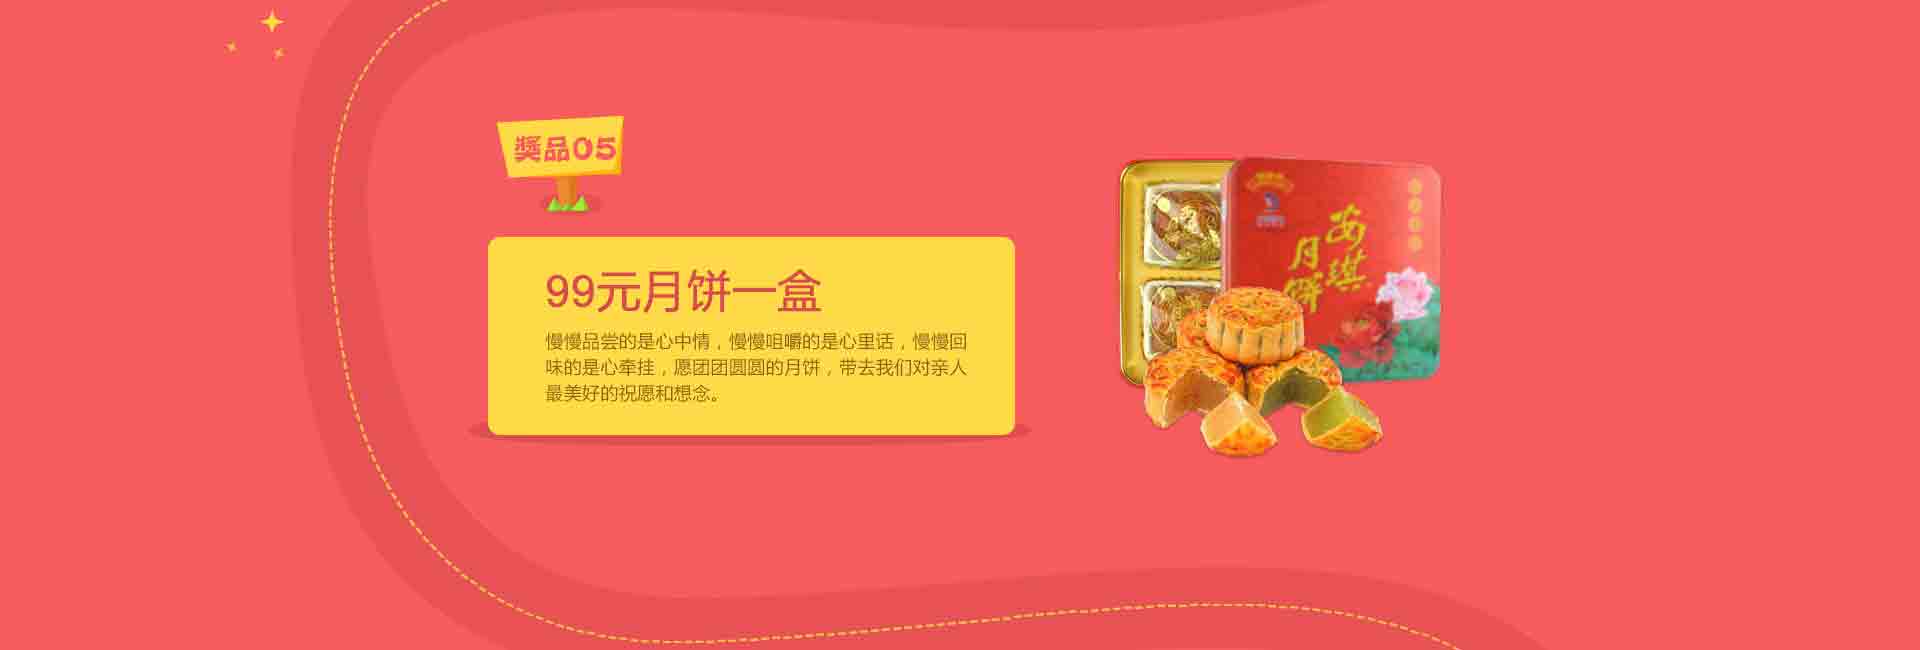 獎品05
99元月饼一盒
慢慢品尝的是心中情，慢慢咀嚼的是心里话，慢慢回
味的是心牵挂，愿团团圆圆的月饼，带去我们对亲人
最美好的祝愿和想念。
安琪
月饼